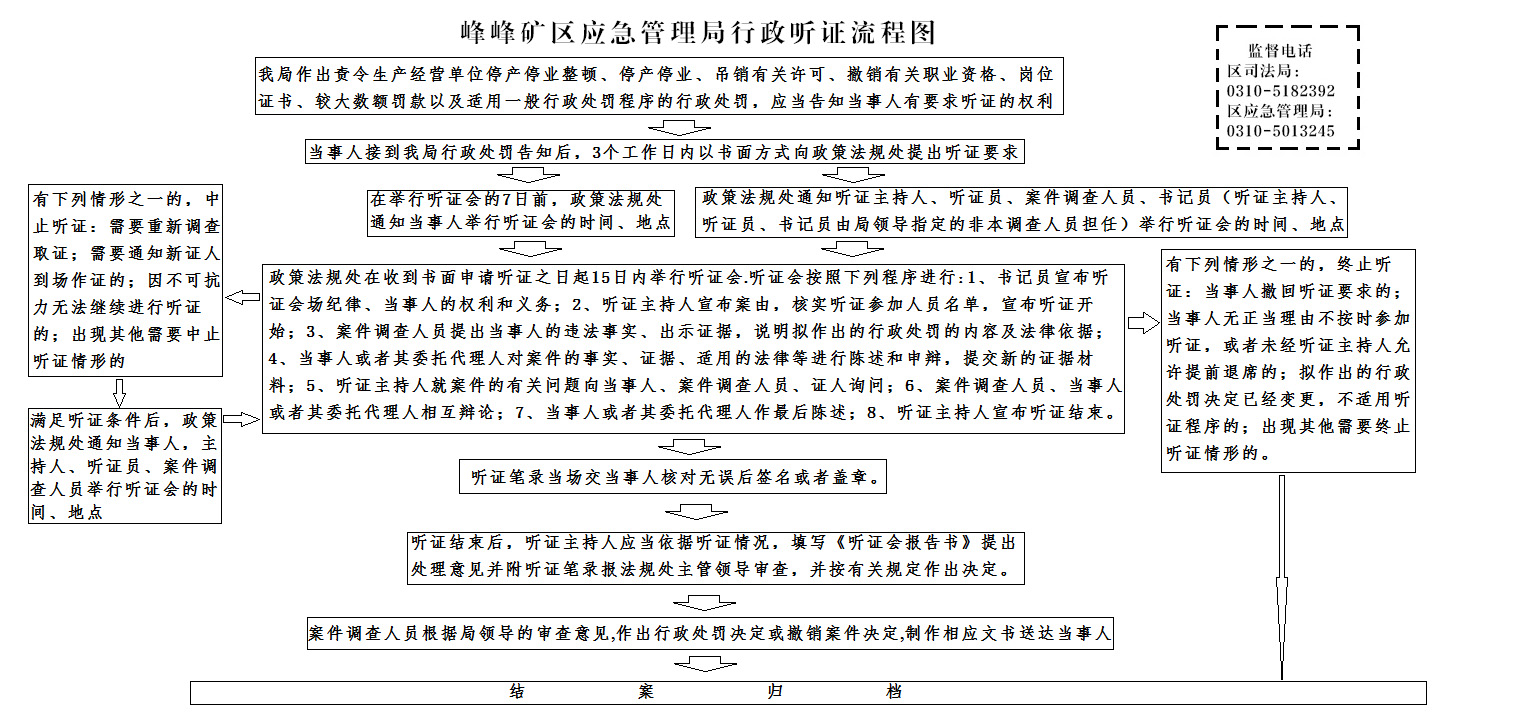 峰峰矿区应急管理局行政听证流程图
监督电话
区司法局：
0310-5182392
区应急管理局：
0310-5013245
我局作出责令生产经营单位停产停业整顿、停产停业、吊销有关许可、撤销有关职业资格、岗位
证书、较大数额罚款以及适用一般行政处罚程序的行政处罚，应当告知当事人有要求听证的权利
当事人接到我局行政处罚告知后，3个工作日内以书面方式向政策法规处提出听证要求
在举行听证会的7日前，政策法规处
通知当事人举行听证会的时间、地点
政策法规处通知听证主持人、听证员、案件调查人员、书记员（听证主持人、
听证员、书记员由局领导指定的非本调查人员担任）举行听证会的时间、地点
有下列情形之一的，中
止听证：需要重新调查
取证；需要通知新证人
到场作证的；因不可抗
力无法继续进行听证
的；出现其他需要中止
听证情形的
满足听证条件后，政策
法规处通知当事人，主
持人、听证员、案件调
查人员举行听证会的时
间、地点
政策法规处在收到书面申请听证之日起15日内举行听证会.听证会按照下列程序进行：1、书记员宣布听
证会场纪律、当事人的权利和义务；2、听证主持人宣布案由，核实听证参加人员名单，宣布听证开
始；3、案件调查人员提出当事人的违法事实、出示证据，说明拟作出的行政处罚的内容及法律依据；
4、当事人或者其委托代理人对案件的事实、证据、适用的法律等进行陈述和申辩，提交新的证据材
料；5、听证主持人就案件的有关问题向当事人、案件调查人员、证人询问；6、案件调查人员、当事人
或者其委托代理人相互辩论；7、当事人或者其委托代理人作最后陈述；8、听证主持人宣布听证结束。
有下列情形之一的，终止听
证：当事人撤回听证要求的；
当事人无正当理由不按时参加
听证，或者未经听证主持人允
许提前退席的；拟作出的行政
处罚决定已经变更，不适用听
证程序的；出现其他需要终止
听证情形的。
听证笔录当场交当事人核对无误后签名或者盖章。
听证结束后，听证主持人应当依据听证情况，填写《听证会报告书》提出
处理意见并附听证笔录报法规处主管领导审查，并按有关规定作出决定。
案件调查人员根据局领导的审查意见,作出行政处罚决定或撤销案件决定,制作相应文书送达当事人
结 案 归 档